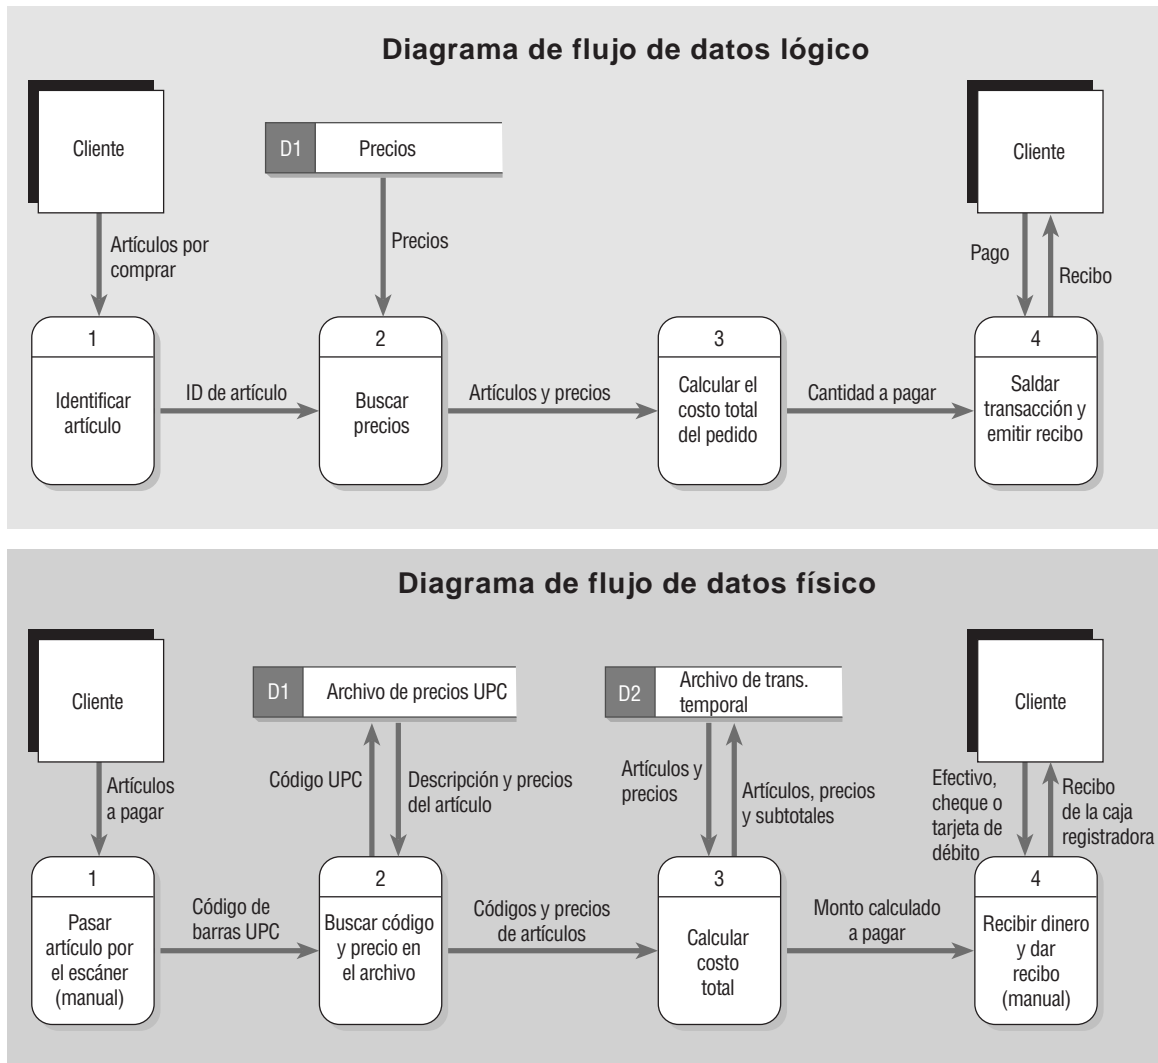 Diagrama de flujo de datos lógico
Cliente
D1
Precios
Cliente
Artículos por
comprar
Precios
Pago
Recibo
1
Identificar
artículo
ID de artículo
2
Buscar
precios
Artículos y precios
3
Calcular el
costo total
del pedido
Cantidad a pagar
4
Saldar
transacción y
emitir recibo
Diagrama de flujo de datos físico
Cliente
D1
Archivo de precios UPC
D2
Archivo de trans.
temporal
Cliente
Artículos
a pagar
Código UPC
Descripción y precios
del artículo
Artículos y
precios
Artículos, precios
y subtotales
Efectivo,
cheque o
tarjeta de
débito
Recibo
de la caja
registradora
1
Pasar
artículo por
el escáner
(manual)
Código de
barras UPC
2
Buscar código
y precio en
el archivo
Códigos y precios
de artículos
3
Calcular
costo
total
Monto calculado
a pagar
4
Recibir dinero
y dar
recibo
(manual)